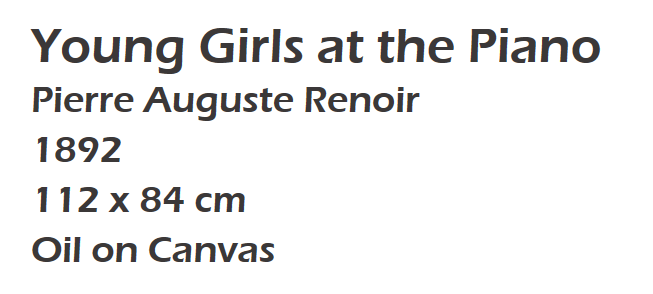 Young Girls at the Piano
Pierre Auguste Renoir
1892
112 x 84 cm
Oil on Canvas